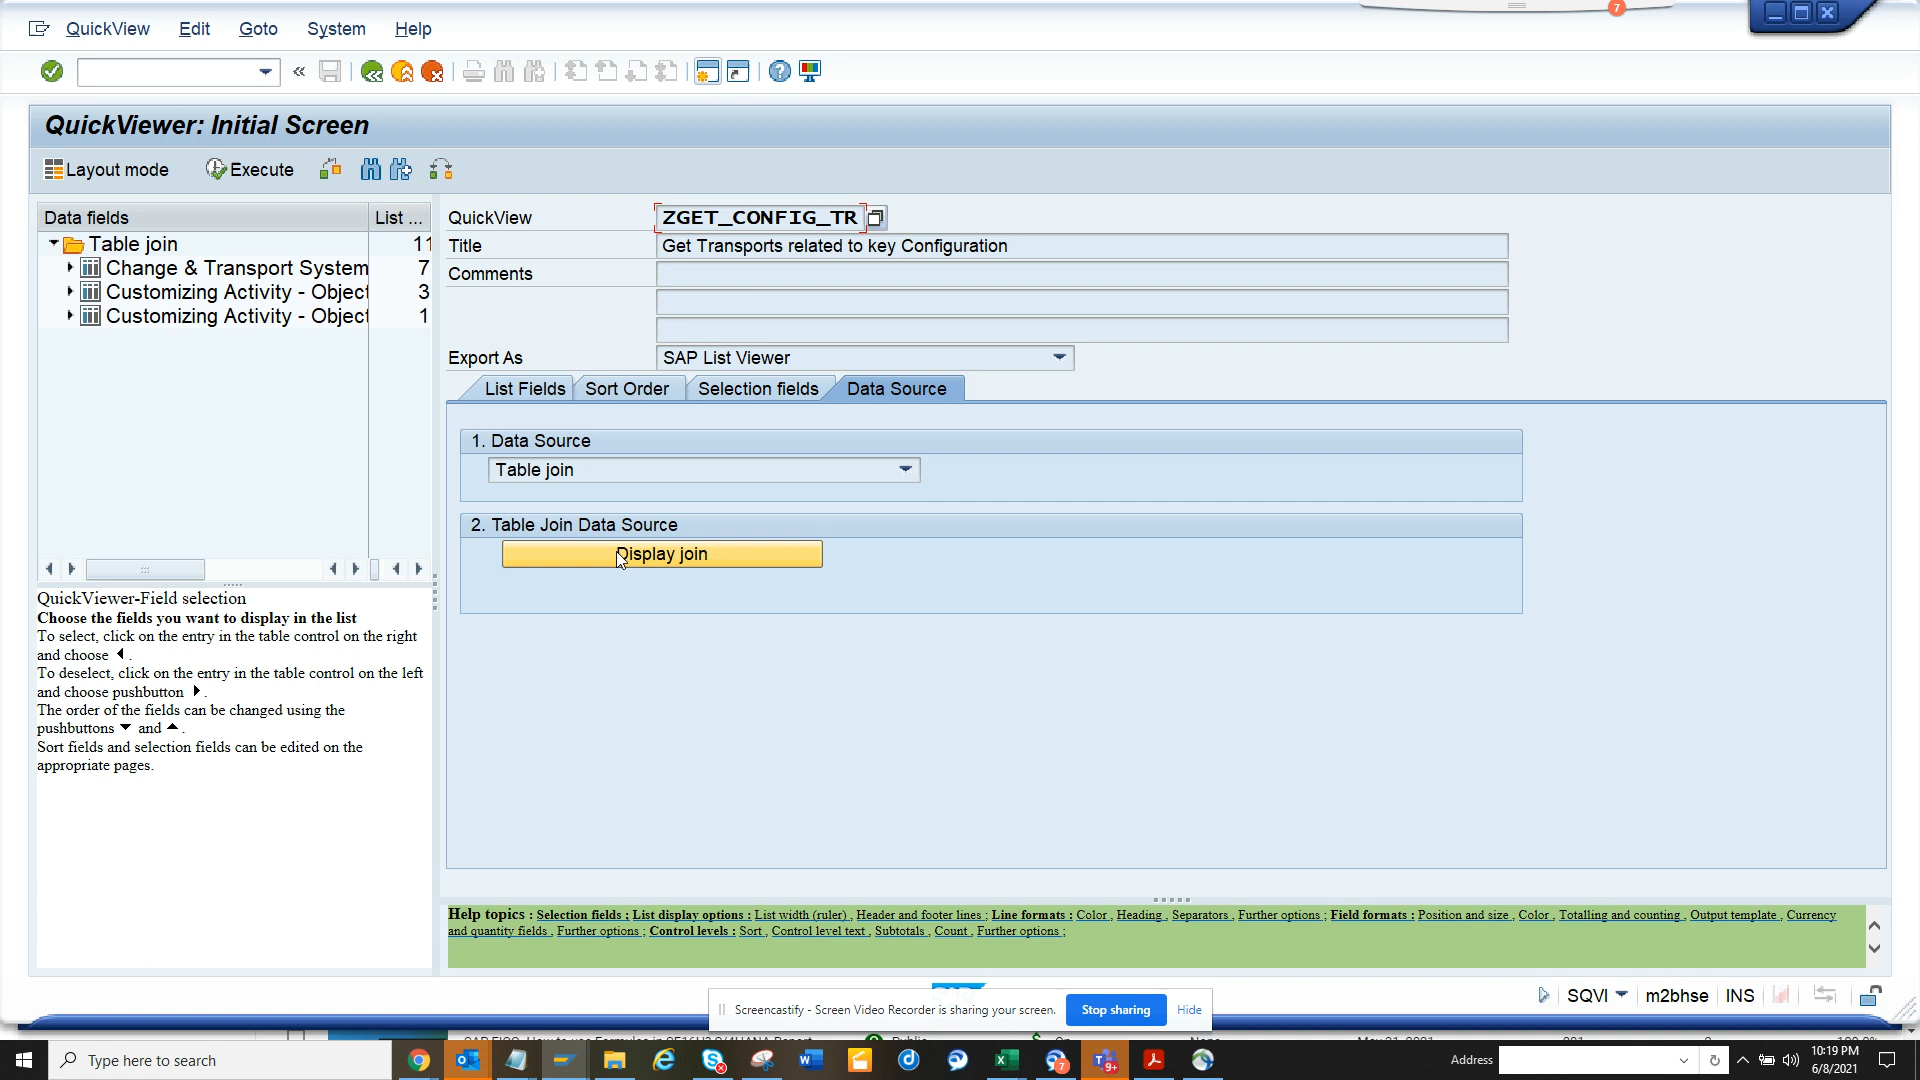 QuickView Edit Goto System Help
7
QuickViewer: Initial Screen
Layout mode Execute
Data fields List ...
Table join 11
Change & Transport System 7
Customizing Activity - Object 3
Customizing Activity - Object 1
QuickView ZGET_CONFIG_TR
Title Get Transports related to key Configuration
Comments
Export As SAP List Viewer
List Fields Sort Order Selection fields Data Source
1. Data Source
Table join
2. Table Join Data Source
Display join
QuickViewer-Field selection
Choose the fields you want to display in the list
To select, click on the entry in the table control on the right
and choose .
To deselect, click on the entry in the table control on the left
and choose pushbutton .
The order of the fields can be changed using the
pushbuttons and .
Sort fields and selection fields can be edited on the
appropriate pages.
Help topics : Selection fields ; List display options : List width (ruler) , Header and footer lines ; Line formats : Color , Heading , Separators , Further options ; Field formats : Position and size , Color , Totalling and counting , Output template , Currency
and quantity fields , Further options ; Control levels : Sort , Control level text , Subtotals , Count , Further options ;
SQVI m2bhse INS
Screencastify - Screen Video Recorder is sharing your screen. Stop sharing Hide
Type here to search
7
9+
Address
10:19 PM
6/8/2021